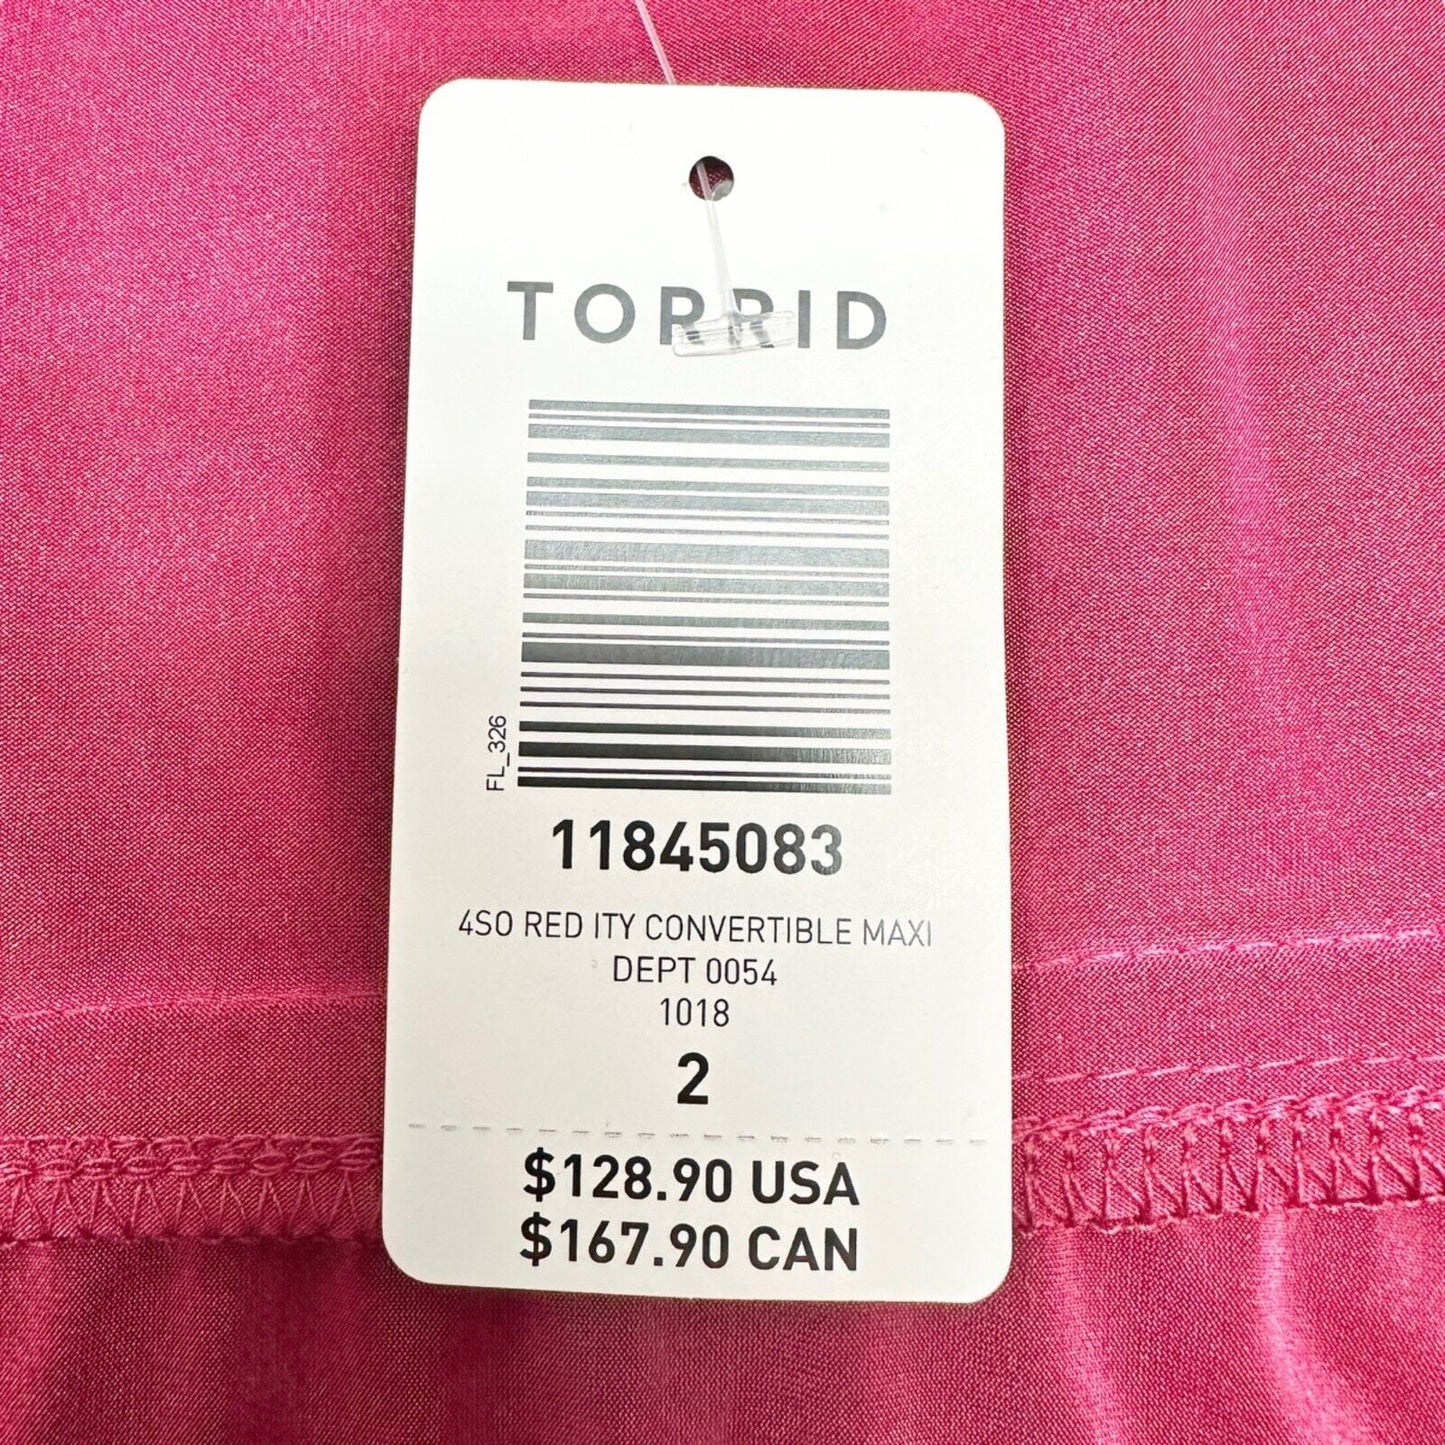 TORRID
FL_326
11845083
4SO RED ITY CONVERTIBLE MAXI
DEPT 0054
1018
2
$128.90 USA
$167.90 CAN